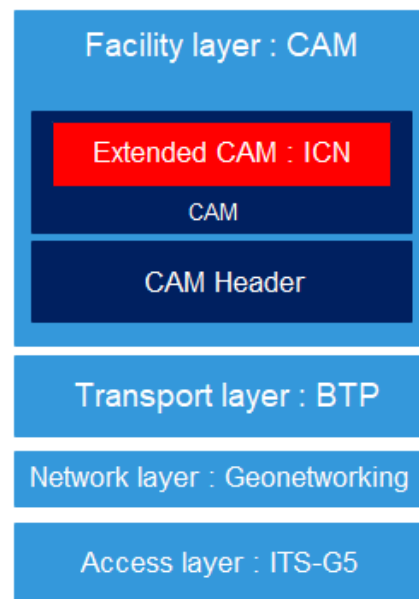 Facility layer : CAM
Extended CAM : ICN
CAM
CAM Header
Transport layer : BTP
Network layer : Geonetworking
Access layer : ITS-G5